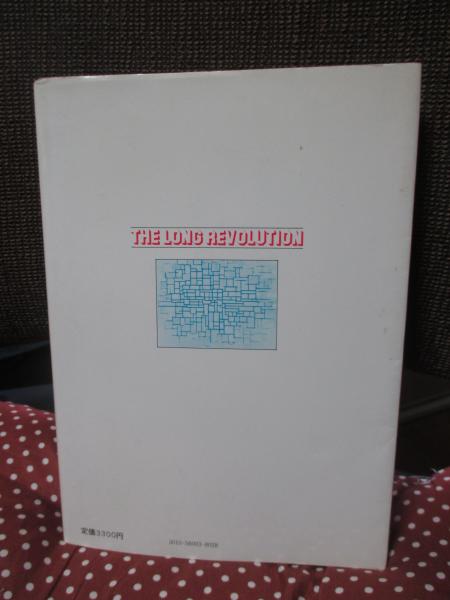 THE LONG REVOLUTION
定価3300円